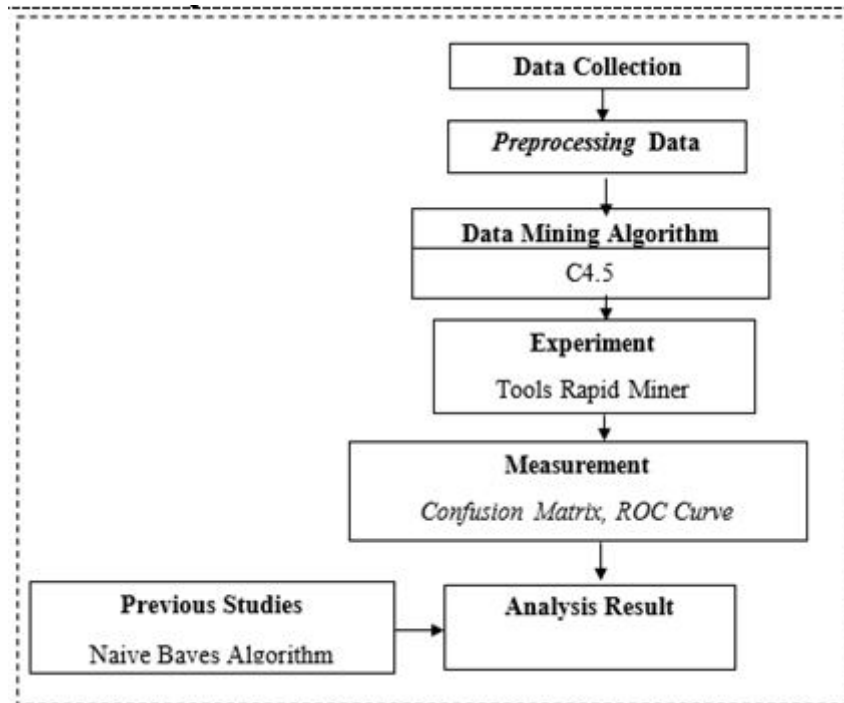 Data Collection
Preprocessing Data
Data Mining Algorithm
C4.5
Experiment
Tools Rapid Miner
Measurement
Confusion Matrix, ROC Curve
Previous Studies
Naive Bayes Algorithm
Analysis Result